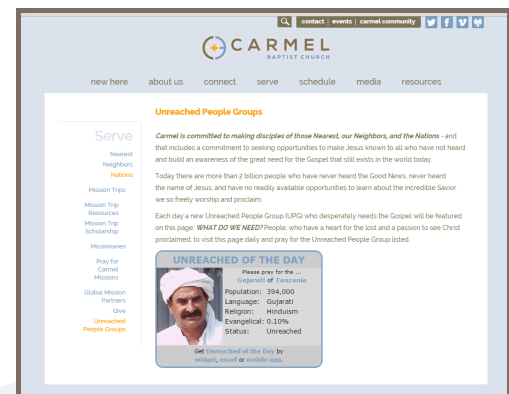 contact | events | carmel community
CARMEL
BAPTIST CHURCH
new here about us connect serve schedule media resources
Unreached People Groups
Serve
Nearest
Neighbors
Nations
Mission Trips
Mission Trip
Resources
Mission Trip
Scholarship
Missionaries
Pray for
Carmel
Missions
Global Mission
Partners
Give
Unreached
People Groups
Carmel is committed to making disciples of those Nearest, our Neighbors, and the Nations - and
that includes a commitment to seeking opportunities to make Jesus known to all who have not heard
and build an awareness of the great need for the Gospel that still exists in the world today.
Today there are more than 2 billion people who have never heard the Good News, never heard
the name of Jesus, and have no readily available opportunities to learn about the incredible Savior
we so freely worship and proclaim.
Each day a new Unreached People Group (UPG) who desperately needs the Gospel will be featured
on this page. WHAT DO WE NEED? People, who have a heart for the lost and a passion to see Christ
proclaimed, to visit this page daily and pray for the Unreached People Group listed.
UNREACHED OF THE DAY
Please pray for the ...
Gujarati of Tanzania
Population: 394,000
Language: Gujarati
Religion: Hinduism
Evangelical: 0.10%
Status: Unreached
Get Unreached of the Day by
widget, email or mobile app.